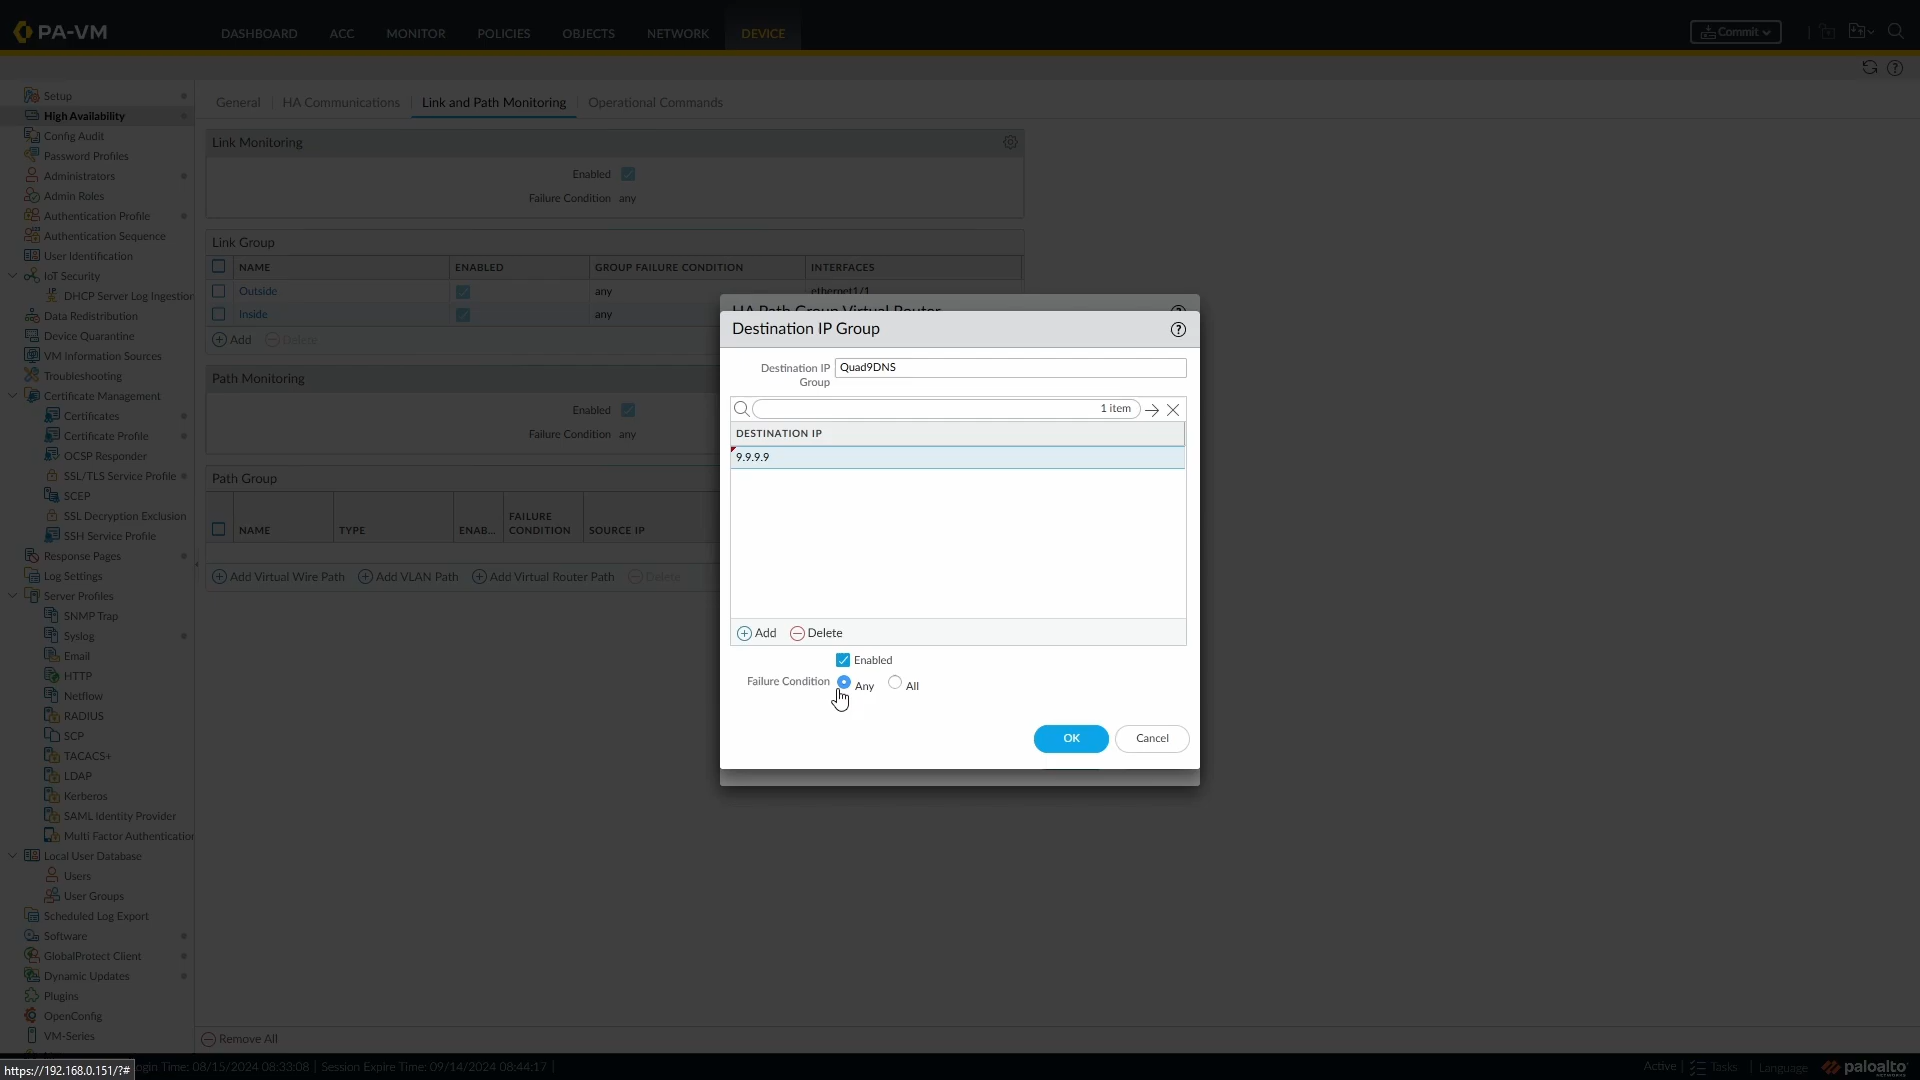 PA-VM
DASHBOARD ACC MONITOR POLICIES OBJECTS NETWORK DEVICE
Commit
Setup
High Availability
Config Audit
Password Profiles
Administrators
Admin Roles
Authentication Profile
Authentication Sequence
User Identification
IoT Security
DHCP Server Log Ingestion
Data Redistribution
Device Quarantine
VM Information Sources
Troubleshooting
Certificate Management
Certificates
Certificate Profile
OCSP Responder
SSL/TLS Service Profile
SCEP
SSL Decryption Exclusion
SSH Service Profile
Response Pages
Log Settings
Server Profiles
SNMP Trap
Syslog
Email
HTTP
Netflow
RADIUS
SCP
TACACS+
LDAP
Kerberos
SAML Identity Provider
Multi Factor Authentication
Local User Database
Users
User Groups
Scheduled Log Export
Software
GlobalProtect Client
Dynamic Updates
Plugins
OpenConfig
VM-Series
General HA Communications Link and Path Monitoring Operational Commands
Link Monitoring
Enabled
Failure Condition any
Link Group
NAME ENABLED GROUP FAILURE CONDITION INTERFACES
Outside any ethernet1/1
Inside any
Add Delete
Path Monitoring
Enabled
Failure Condition any
Path Group
NAME TYPE ENAB... FAILURE CONDITION SOURCE IP
Add Virtual Wire Path Add VLAN Path Add Virtual Router Path Delete
Remove All
HA Path Group Virtual Router
Destination IP Group
Destination IP Group Quad9DNS
1 item
DESTINATION IP
9.9.9.9
Add Delete
Enabled
Failure Condition Any All
OK Cancel
https://192.168.0.151/?#
ogin Time: 08/15/2024 08:33:08 Session Expire Time: 09/14/2024 08:44:17
Active Tasks Language paloalto